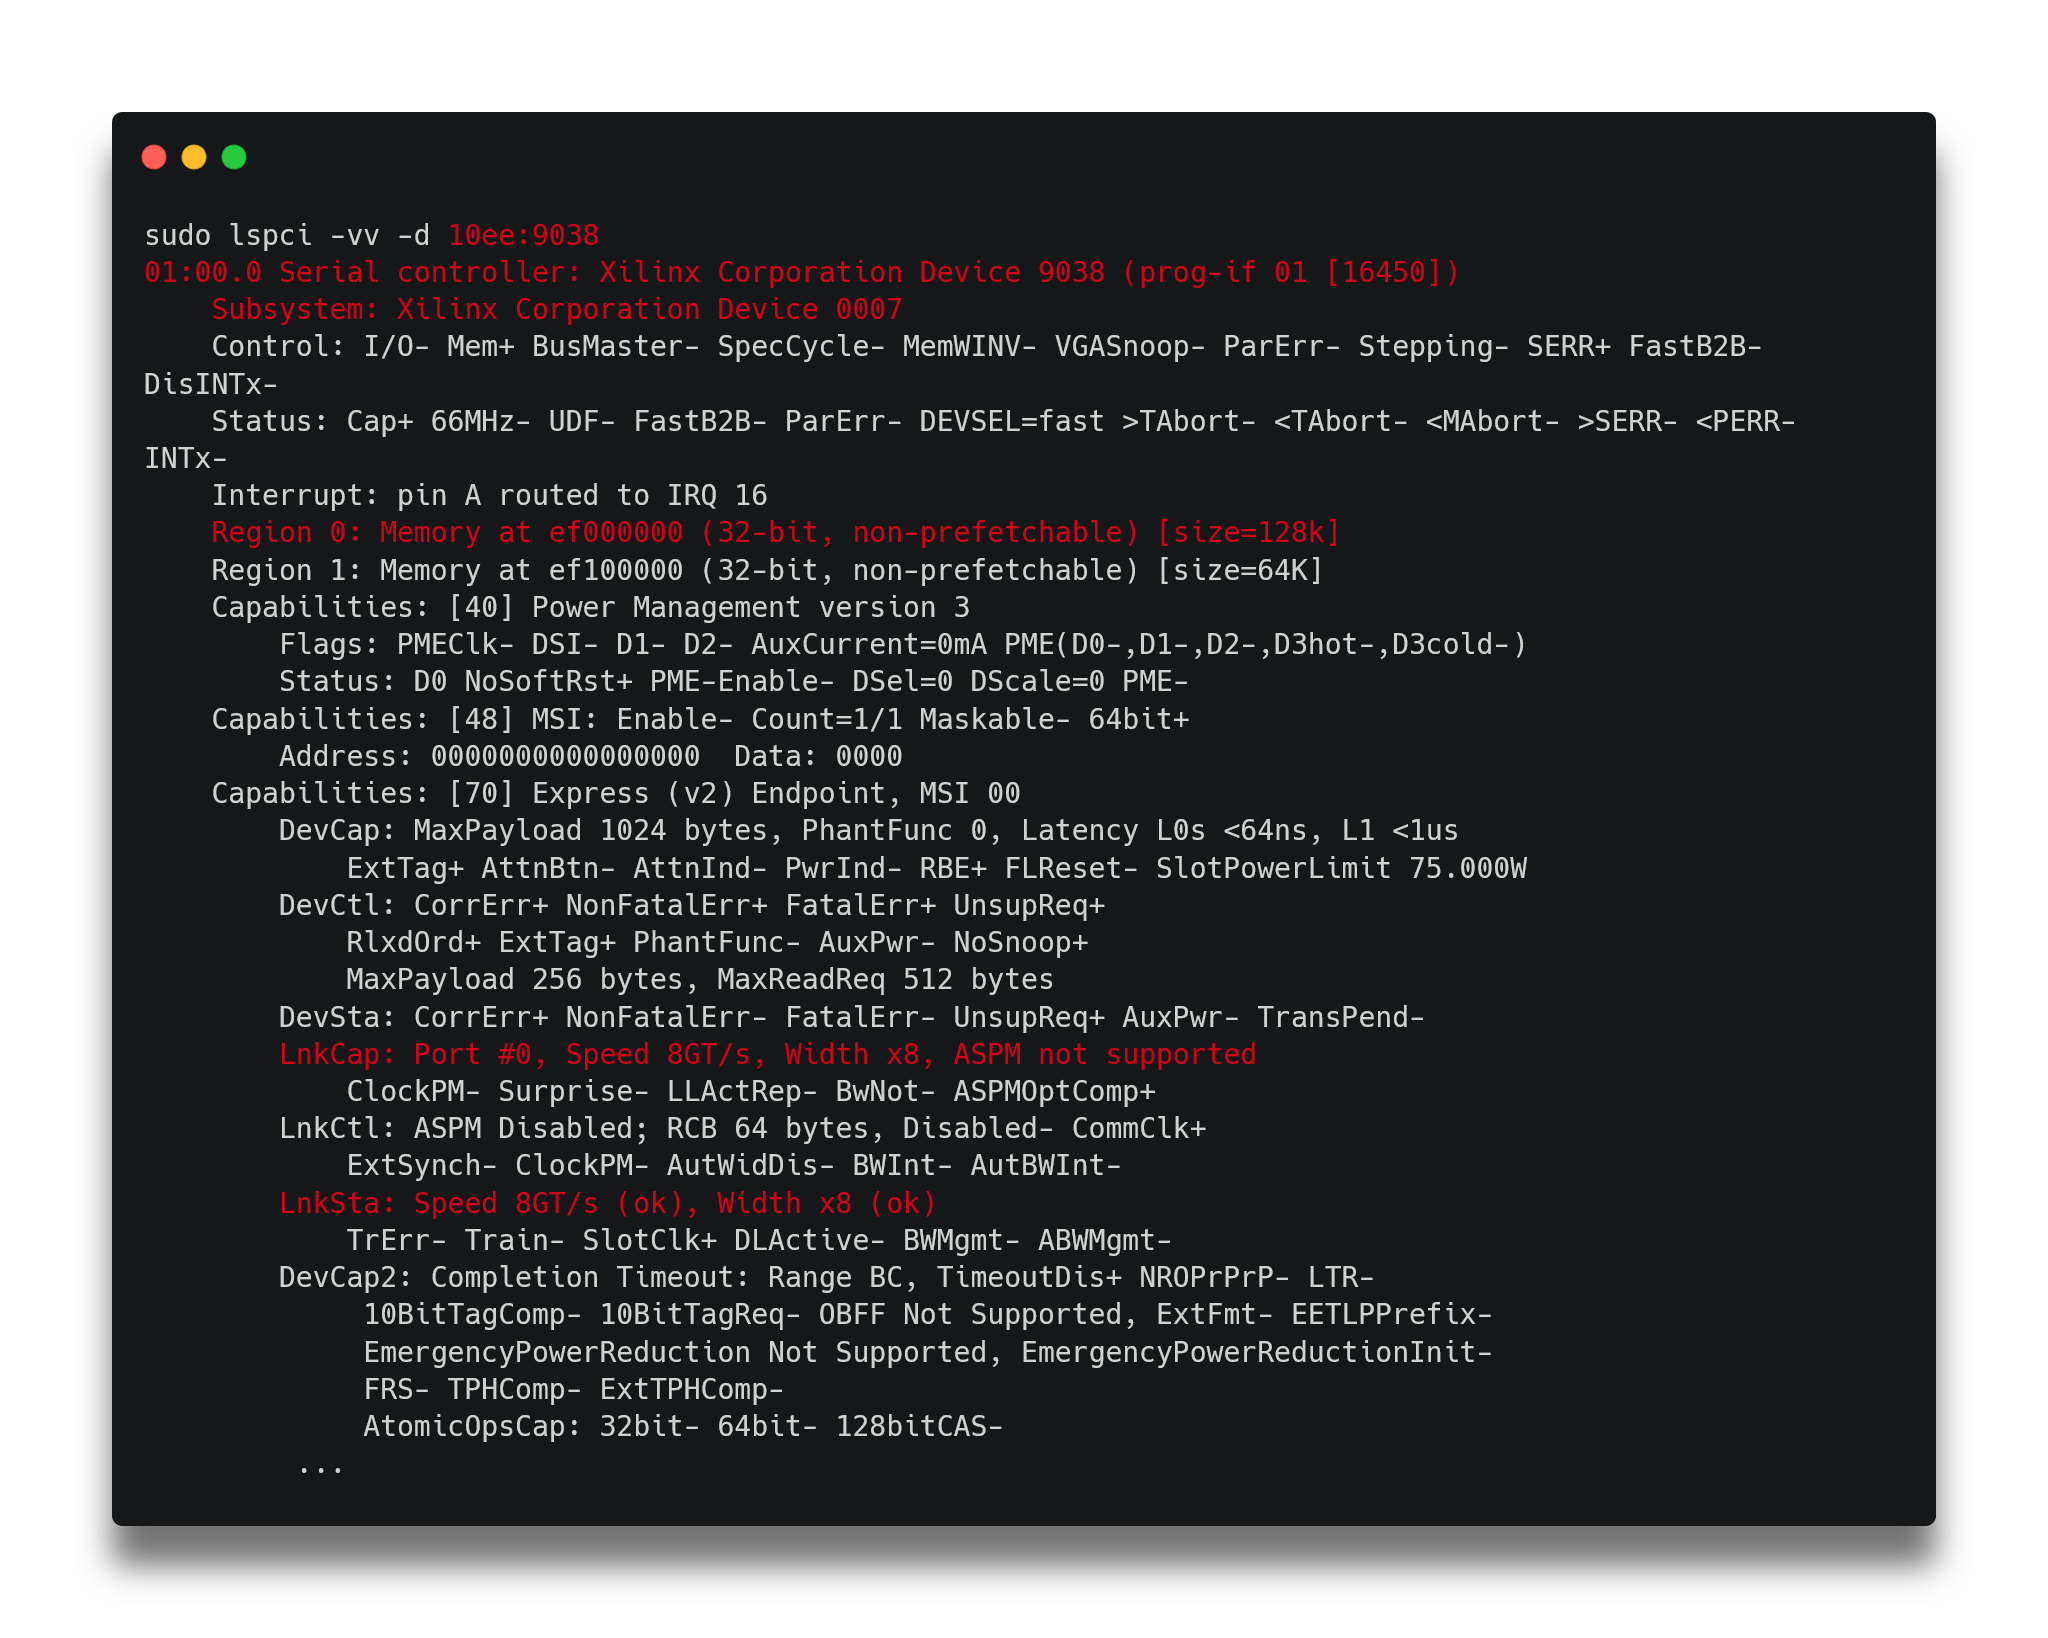 sudo lspci -vv -d 10ee:9038
01:00.0 Serial controller: Xilinx Corporation Device 9038 (prog-if 01 [16450])
    Subsystem: Xilinx Corporation Device 0007
    Control: I/O- Mem+ BusMaster- SpecCycle- MemWINV- VGASnoop- ParErr- Stepping- SERR+ FastB2B-
DisINTx-
    Status: Cap+ 66MHz- UDF- FastB2B- ParErr- DEVSEL=fast >TAbort- <TAbort- <MAbort- >SERR- <PERR-
INTx-
    Interrupt: pin A routed to IRQ 16
    Region 0: Memory at ef000000 (32-bit, non-prefetchable) [size=128k]
    Region 1: Memory at ef100000 (32-bit, non-prefetchable) [size=64K]
    Capabilities: [40] Power Management version 3
        Flags: PMEClk- DSI- D1- D2- AuxCurrent=0mA PME(D0-,D1-,D2-,D3hot-,D3cold-)
        Status: D0 NoSoftRst+ PME-Enable- DSel=0 DScale=0 PME-
    Capabilities: [48] MSI: Enable- Count=1/1 Maskable- 64bit+
        Address: 0000000000000000  Data: 0000
    Capabilities: [70] Express (v2) Endpoint, MSI 00
        DevCap: MaxPayload 1024 bytes, PhantFunc 0, Latency L0s <64ns, L1 <1us
            ExtTag+ AttnBtn- AttnInd- PwrInd- RBE+ FLReset- SlotPowerLimit 75.000W
        DevCtl: CorrErr+ NonFatalErr+ FatalErr+ UnsupReq+
            RlxdOrd+ ExtTag+ PhantFunc- AuxPwr- NoSnoop+
            MaxPayload 256 bytes, MaxReadReq 512 bytes
        DevSta: CorrErr+ NonFatalErr- FatalErr- UnsupReq+ AuxPwr- TransPend-
        LnkCap: Port #0, Speed 8GT/s, Width x8, ASPM not supported
            ClockPM- Surprise- LLActRep- BwNot- ASPMOptComp+
        LnkCtl: ASPM Disabled; RCB 64 bytes, Disabled- CommClk+
            ExtSynch- ClockPM- AutWidDis- BWInt- AutBWInt-
        LnkSta: Speed 8GT/s (ok), Width x8 (ok)
            TrErr- Train- SlotClk+ DLActive- BWMgmt- ABWMgmt-
        DevCap2: Completion Timeout: Range BC, TimeoutDis+ NROPrPrP- LTR-
             10BitTagComp- 10BitTagReq- OBFF Not Supported, ExtFmt- EETLPPrefix-
             EmergencyPowerReduction Not Supported, EmergencyPowerReductionInit-
             FRS- TPHComp- ExtTPHComp-
             AtomicOpsCap: 32bit- 64bit- 128bitCAS-
         ...